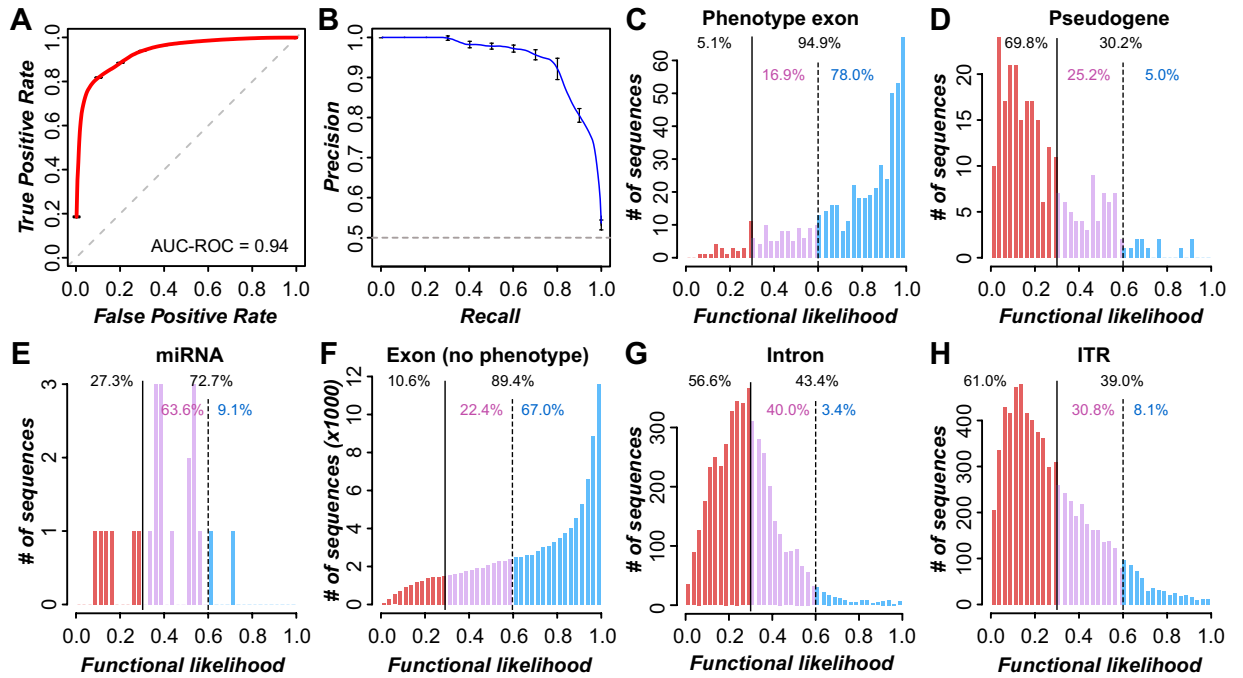 A
True Positive Rate
0.0 0.2 0.4 0.6 0.8 1.0
AUC-ROC = 0.94
0.0 0.2 0.4 0.6 0.8 1.0
False Positive Rate
B
Precision
0.5 0.6 0.7 0.8 0.9 1.0
0.0 0.2 0.4 0.6 0.8 1.0
Recall
C
Phenotype exon
5.1% 94.9%
16.9% 78.0%
# of sequences
0 10 20 30 40 50 60
0.0 0.2 0.4 0.6 0.8 1.0
Functional likelihood
D
Pseudogene
69.8% 30.2%
25.2% 5.0%
# of sequences
0 5 10 15 20
0.0 0.2 0.4 0.6 0.8 1.0
Functional likelihood
E
miRNA
27.3% 72.7%
63.6% 9.1%
# of sequences
0 1 2 3
0.0 0.2 0.4 0.6 0.8 1.0
Functional likelihood
F
Exon (no phenotype)
10.6% 89.4%
22.4% 67.0%
# of sequences (x1000)
0 2 4 6 8 10 12
0.0 0.2 0.4 0.6 0.8 1.0
Functional likelihood
G
Intron
56.6% 43.4%
40.0% 3.4%
# of sequences
0 100 200 300
0.0 0.2 0.4 0.6 0.8 1.0
Functional likelihood
H
ITR
61.0% 39.0%
30.8% 8.1%
# of sequences
0 100 200 300 400
0.0 0.2 0.4 0.6 0.8 1.0
Functional likelihood